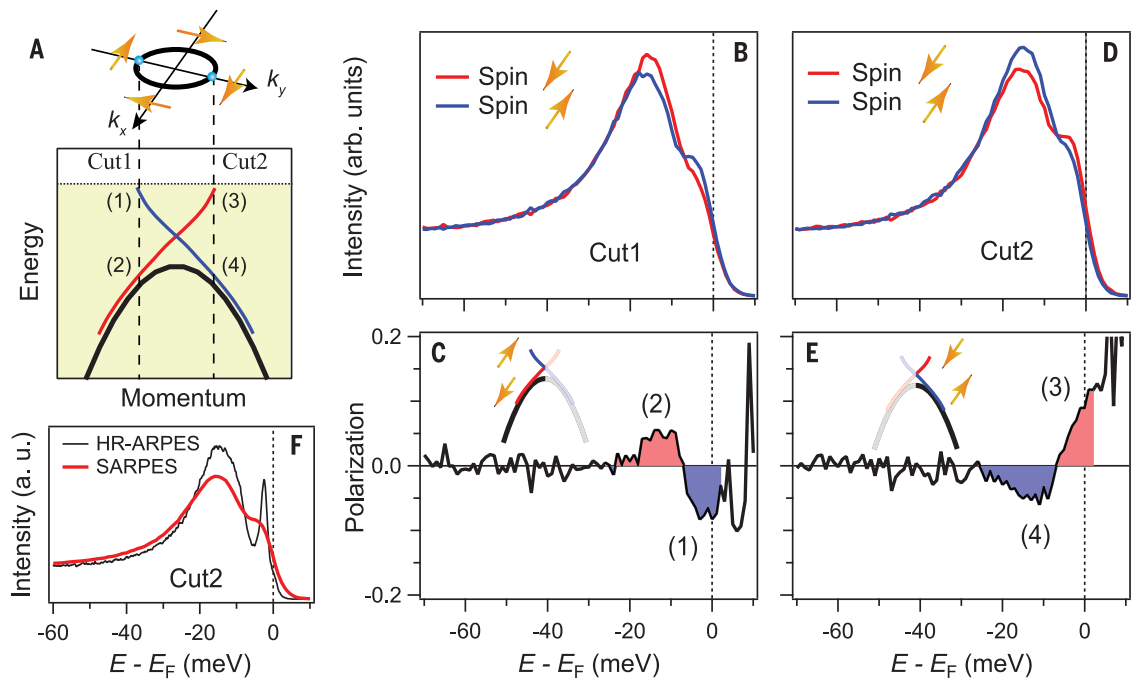 A
k_y
k_x
Cut1 Cut2
(1) (3)
(2) (4)
Energy
Momentum
B
Spin
Spin
Intensity (arb. units)
Cut1
D
Spin
Spin
Cut2
C
0.2
0.0
-0.2
Polarization
(2)
(1)
-60 -40 -20 0
E - E_F (meV)
E
(3)
(4)
-60 -40 -20 0
E - E_F (meV)
F
HR-ARPES
SARPES
Intensity (a. u.)
Cut2
-60 -40 -20 0
E - E_F (meV)